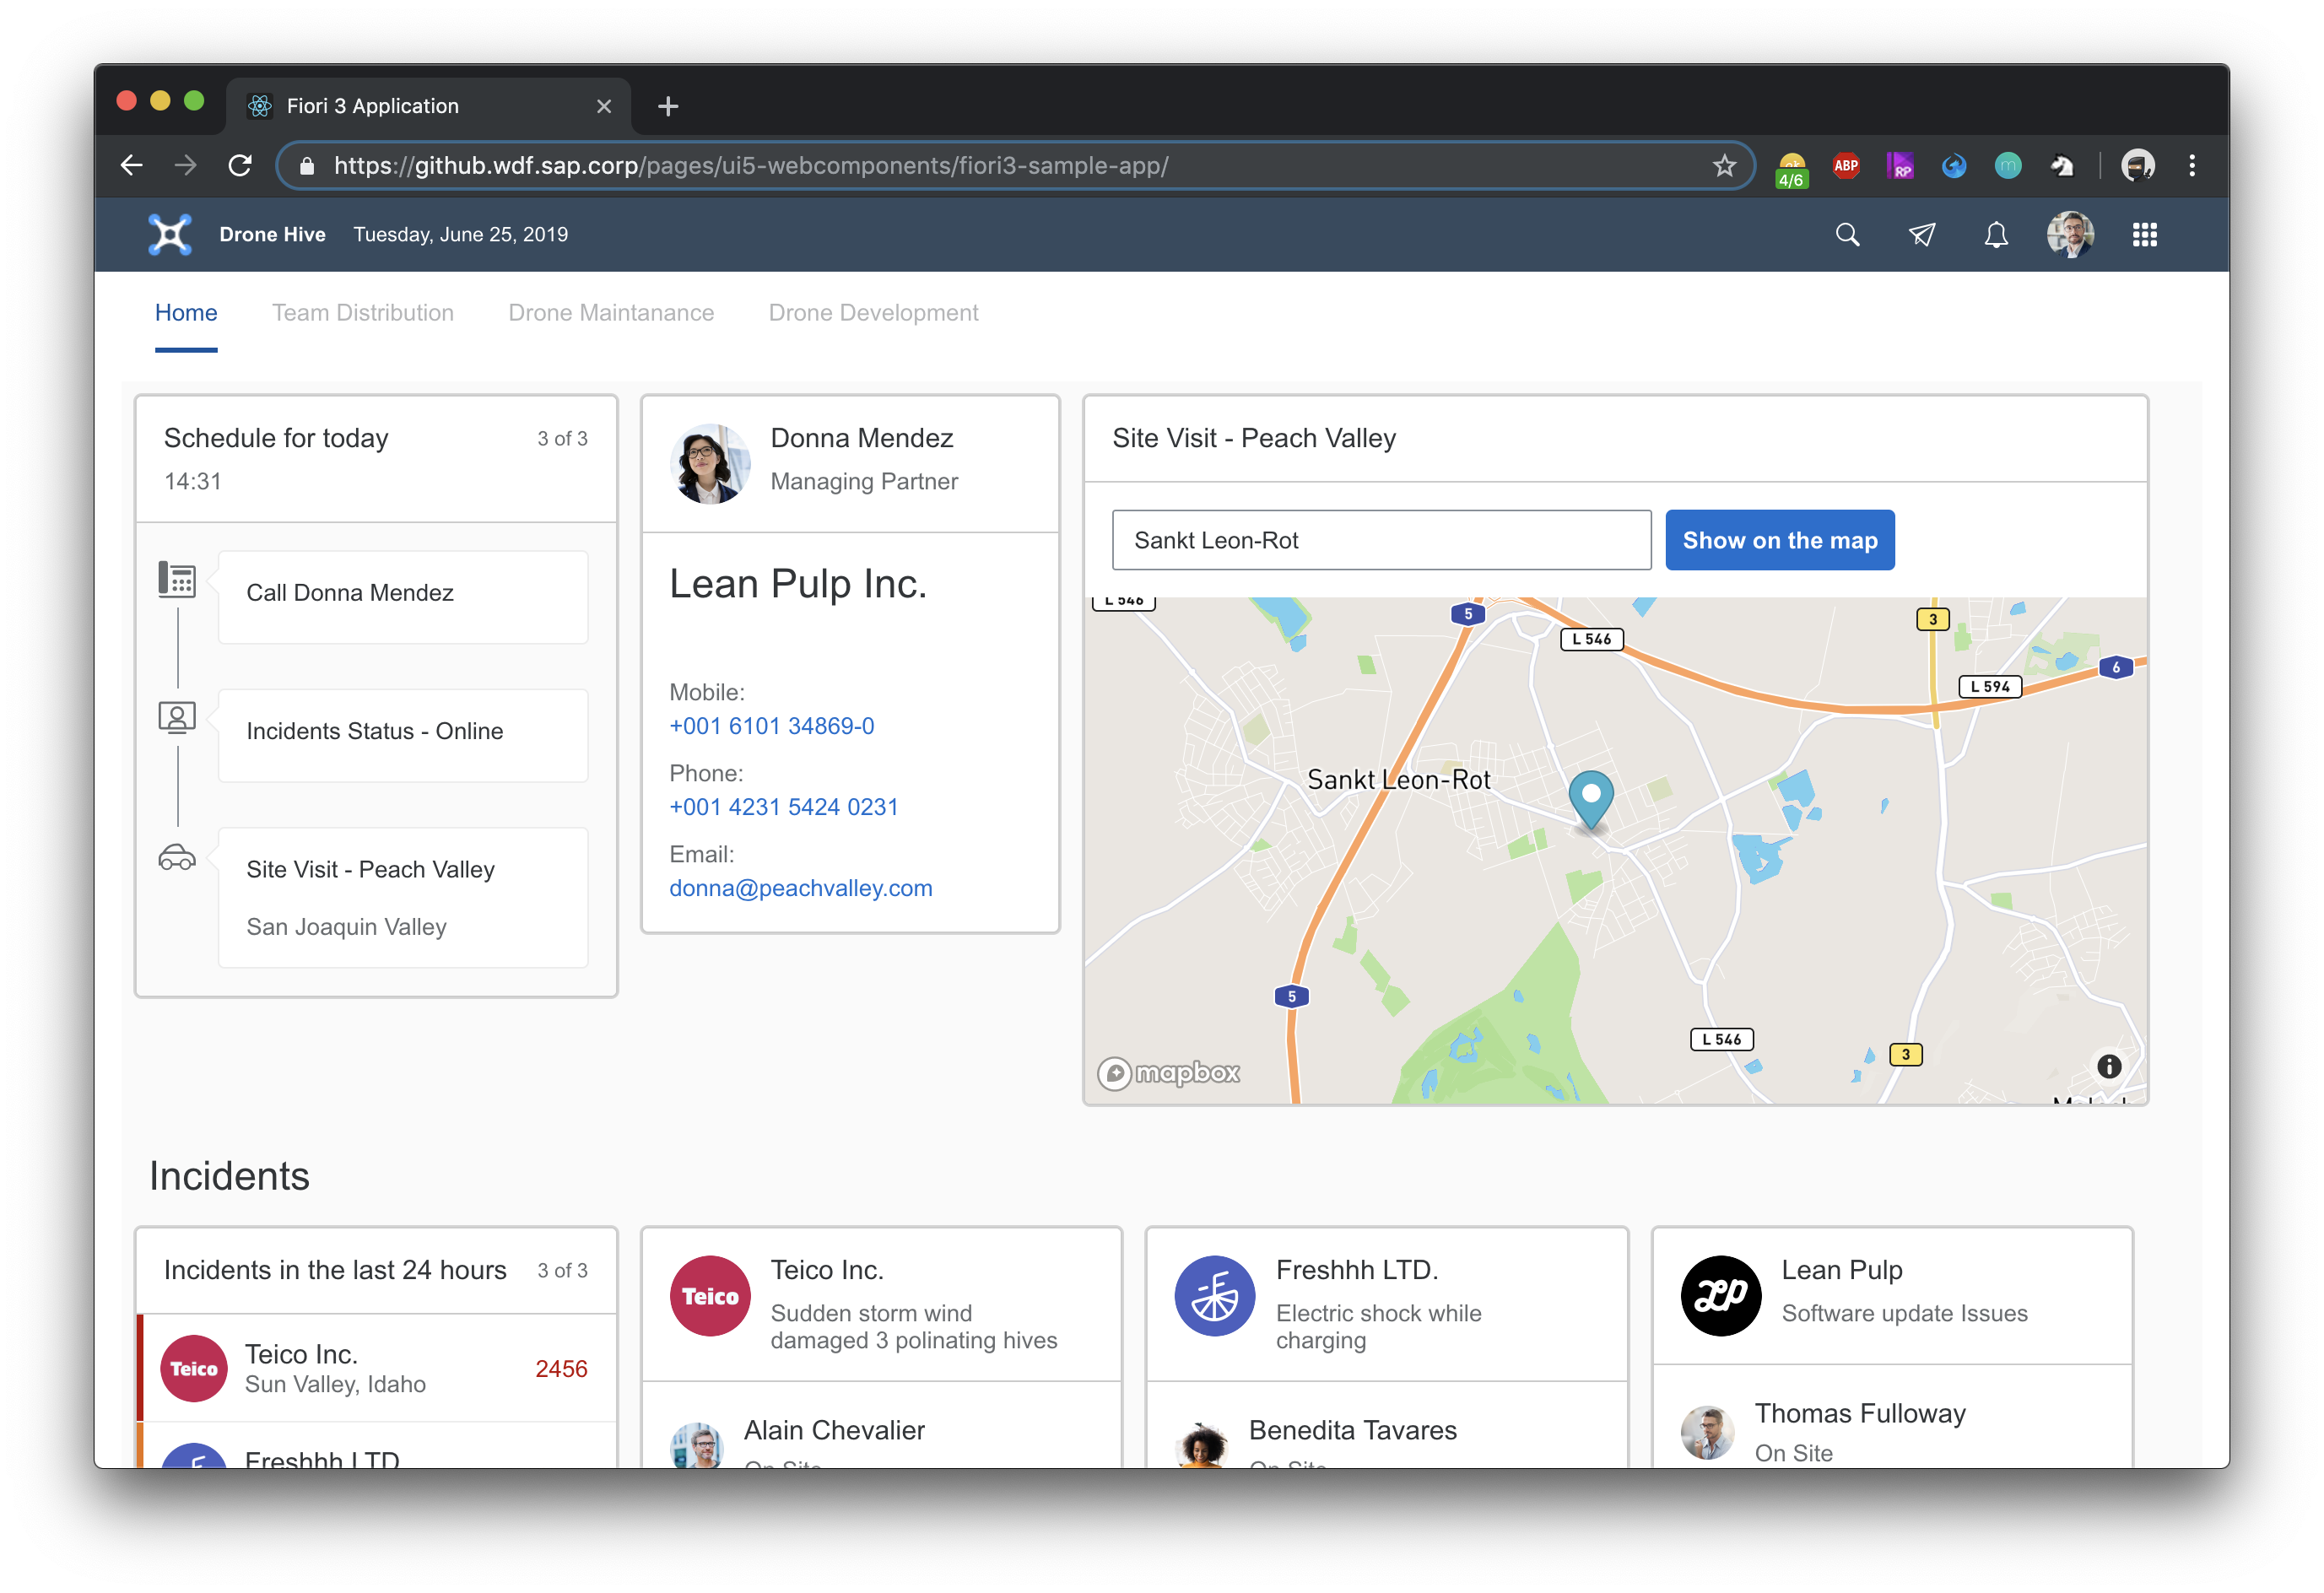 Fiori 3 Application
https://github.wdf.sap.corp/pages/ui5-webcomponents/fiori3-sample-app/
4/6
ABP
RP
m
Drone Hive Tuesday, June 25, 2019
Home Team Distribution Drone Maintanance Drone Development
Schedule for today 3 of 3
14:31
Call Donna Mendez
Incidents Status - Online
Site Visit - Peach Valley
San Joaquin Valley
Donna Mendez
Managing Partner
Lean Pulp Inc.
Mobile:
+001 6101 34869-0
Phone:
+001 4231 5424 0231
Email:
donna@peachvalley.com
Site Visit - Peach Valley
Sankt Leon-Rot
Show on the map
L 546
5
L 546
3
6
L 594
Sankt Leon-Rot
5
L 546
3
mapbox
Incidents
Incidents in the last 24 hours 3 of 3
Teico
Teico Inc.
Sun Valley, Idaho
2456
Freshhh LTD
Teico
Teico Inc.
Sudden storm wind
damaged 3 polinating hives
Alain Chevalier
On Site
Freshhh LTD.
Electric shock while
charging
Benedita Tavares
On Site
LP
Lean Pulp
Software update Issues
Thomas Fulloway
On Site